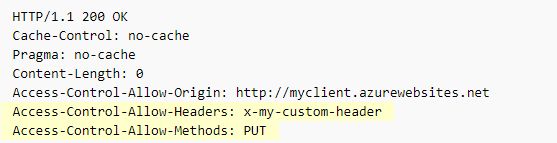 HTTP/1.1 200 OK
Cache-Control: no-cache
Pragma: no-cache
Content-Length: 0
Access-Control-Allow-Origin: http://myclient.azurewebsites.net
Access-Control-Allow-Headers: x-my-custom-header
Access-Control-Allow-Methods: PUT